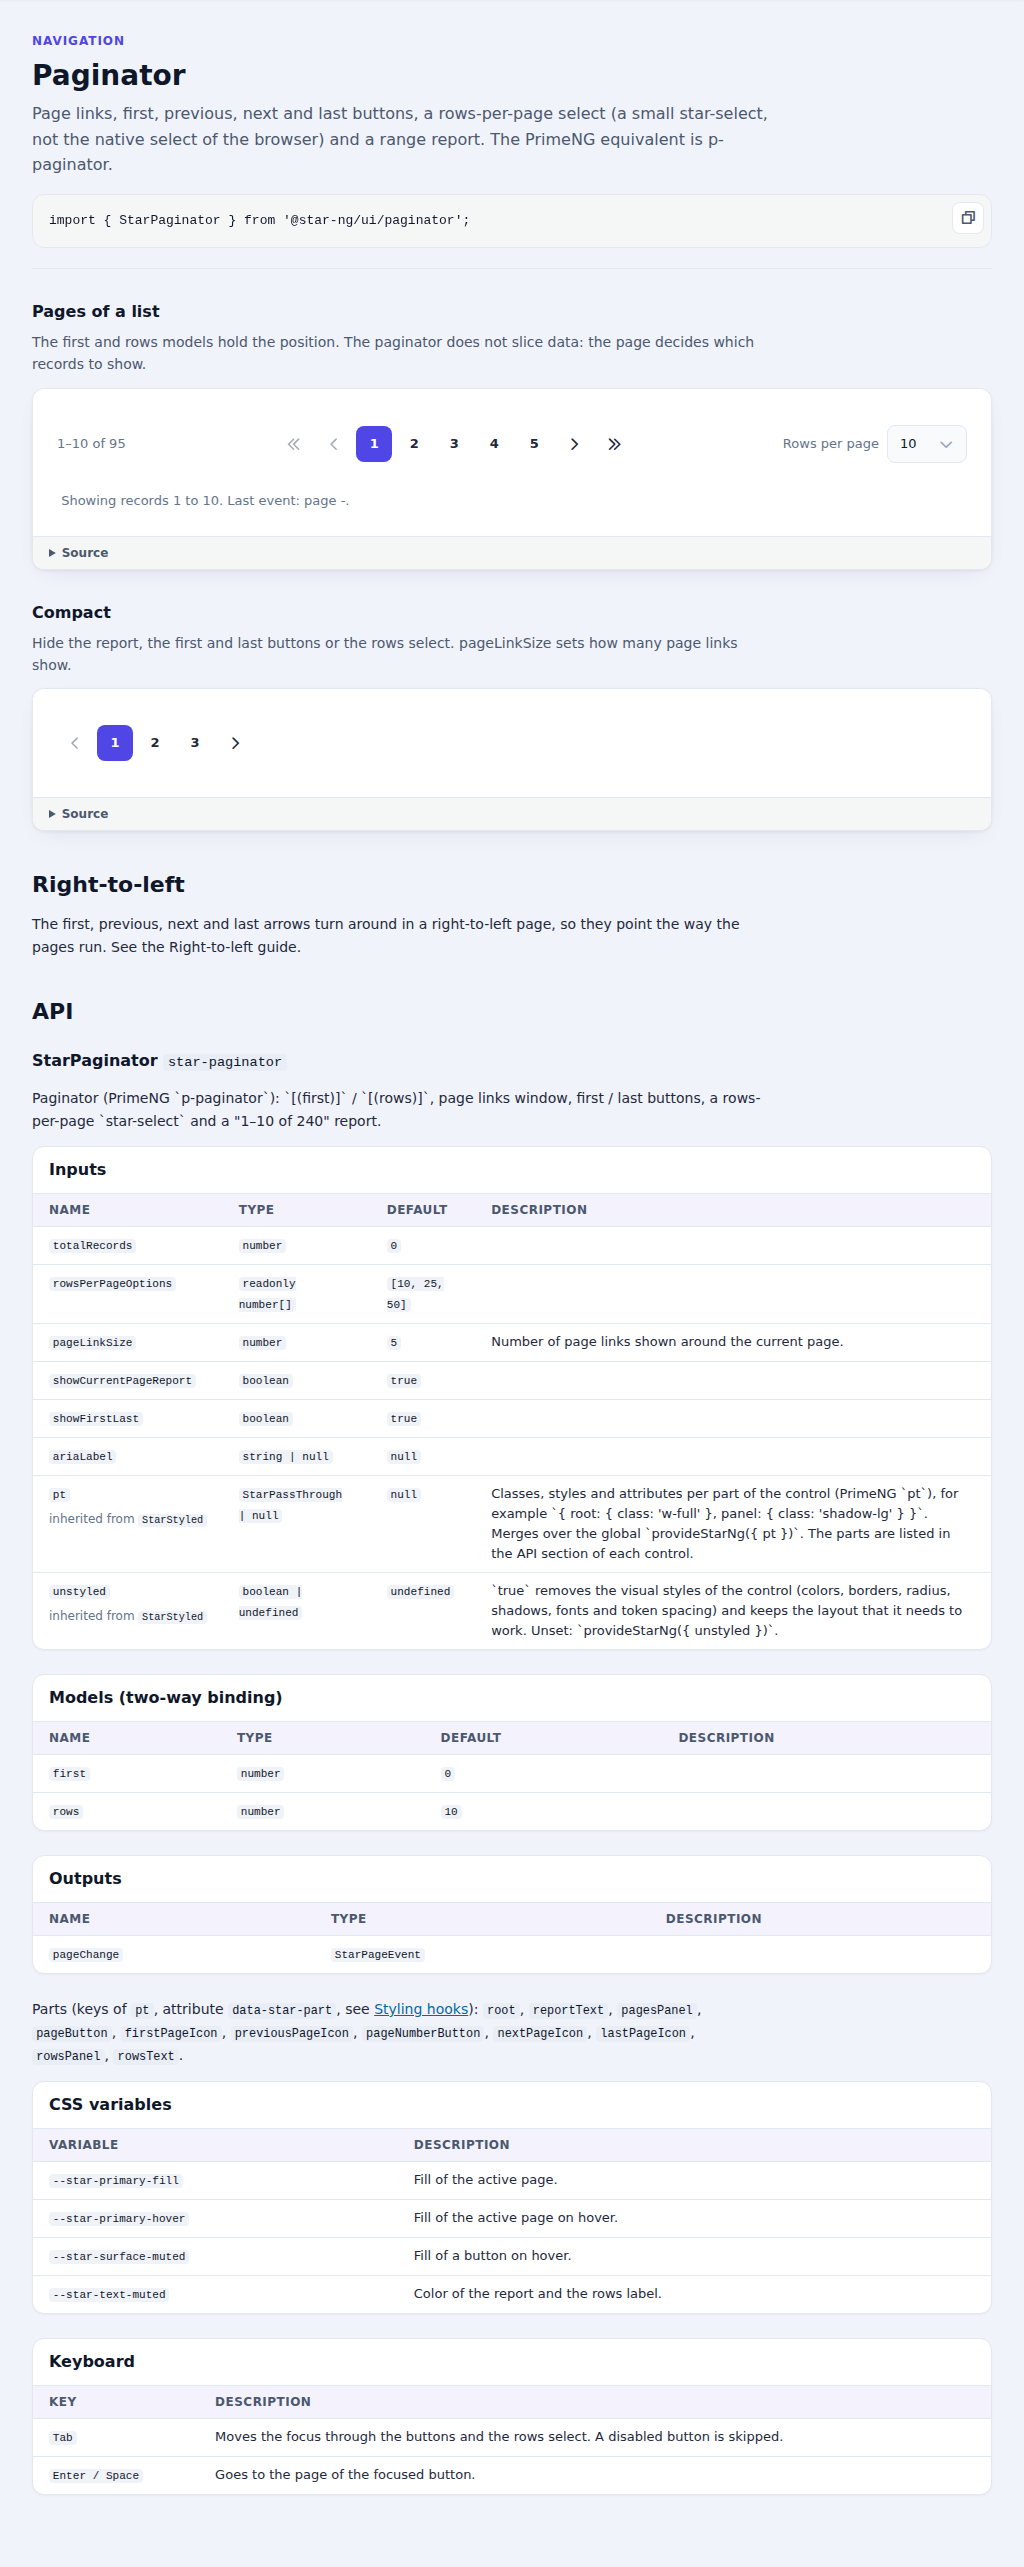 NAVIGATION
Paginator
Page links, first, previous, next and last buttons, a rows-per-page select (a small star-select,
not the native select of the browser) and a range report. The PrimeNG equivalent is p-
paginator.
import { StarPaginator } from '@star-ng/ui/paginator';
Pages of a list
The first and rows models hold the position. The paginator does not slice data: the page decides which
records to show.
1–10 of 95 1 2 3 4 5 Rows per page 10
Showing records 1 to 10. Last event: page -.
Source
Compact
Hide the report, the first and last buttons or the rows select. pageLinkSize sets how many page links
show.
1 2 3
Source
Right-to-left
The first, previous, next and last arrows turn around in a right-to-left page, so they point the way the
pages run. See the Right-to-left guide.
API
StarPaginator star-paginator
Paginator (PrimeNG `p-paginator`): `[(first)]` / `[(rows)]`, page links window, first / last buttons, a rows-
per-page `star-select` and a "1–10 of 240" report.
Inputs
NAME TYPE DEFAULT DESCRIPTION
totalRecords number 0
rowsPerPageOptions readonly [10, 25,
number[] 50]
pageLinkSize number 5 Number of page links shown around the current page.
showCurrentPageReport boolean true
showFirstLast boolean true
ariaLabel string | null null
pt StarPassThrough null Classes, styles and attributes per part of the control (PrimeNG `pt`), for
inherited from StarStyled | null example `{ root: { class: 'w-full' }, panel: { class: 'shadow-lg' } }`.
Merges over the global `provideStarNg({ pt })`. The parts are listed in
the API section of each control.
unstyled boolean | undefined `true` removes the visual styles of the control (colors, borders, radius,
inherited from StarStyled undefined shadows, fonts and token spacing) and keeps the layout that it needs to
work. Unset: `provideStarNg({ unstyled })`.
Models (two-way binding)
NAME TYPE DEFAULT DESCRIPTION
first number 0
rows number 10
Outputs
NAME TYPE DESCRIPTION
pageChange StarPageEvent
Parts (keys of pt, attribute data-star-part, see Styling hooks): root, reportText, pagesPanel,
pageButton, firstPageIcon, previousPageIcon, pageNumberButton, nextPageIcon, lastPageIcon,
rowsPanel, rowsText.
CSS variables
VARIABLE DESCRIPTION
--star-primary-fill Fill of the active page.
--star-primary-hover Fill of the active page on hover.
--star-surface-muted Fill of a button on hover.
--star-text-muted Color of the report and the rows label.
Keyboard
KEY DESCRIPTION
Tab Moves the focus through the buttons and the rows select. A disabled button is skipped.
Enter / Space Goes to the page of the focused button.